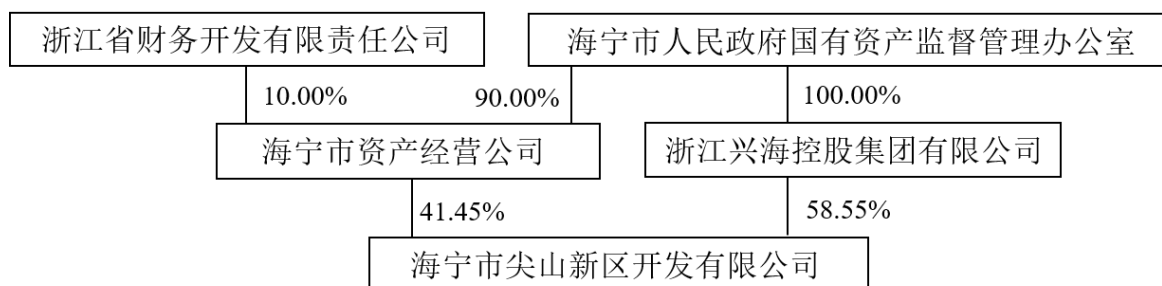 浙江省财务开发有限责任公司
海宁市人民政府国有资产监督管理办公室
10.00%
90.00%
100.00%
海宁市资产经营公司
浙江兴海控股集团有限公司
41.45%
58.55%
海宁市尖山新区开发有限公司